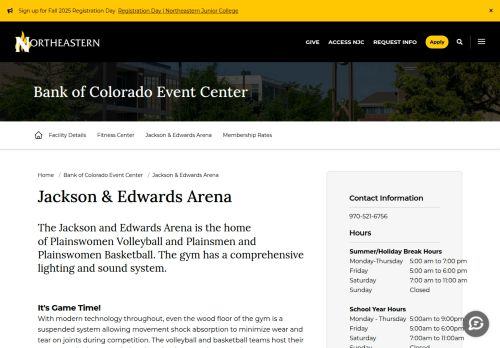 Sign up for Fall 2025 Registration Day Registration Day | Northeastern Junior College
NORTHEASTERN
GIVE ACCESS NJC REQUEST INFO Apply
Bank of Colorado Event Center
Facility Details Fitness Center Jackson & Edwards Arena Membership Rates
Home / Bank of Colorado Event Center / Jackson & Edwards Arena
Jackson & Edwards Arena
The Jackson and Edwards Arena is the home
of Plainswomen Volleyball and Plainsmen and
Plainswomen Basketball. The gym has a comprehensive
lighting and sound system.
It's Game Time!
With modern technology throughout, even the wood floor of the gym is a
suspended system allowing movement shock absorption to minimize wear and
tear on joints during competition. The volleyball and basketball teams host their
Contact Information
970-521-6756
Hours
Summer/Holiday Break Hours
Monday-Thursday 5:00 am to 7:00 pm
Friday 5:00 am to 6:00 pm
Saturday 7:00 am to 11:00 am
Sunday Closed
School Year Hours
Monday - Thursday 5:00am to 9:00pm
Friday 5:00am to 6:00pm
Saturday 7:00am to 11:00am
Sunday Closed